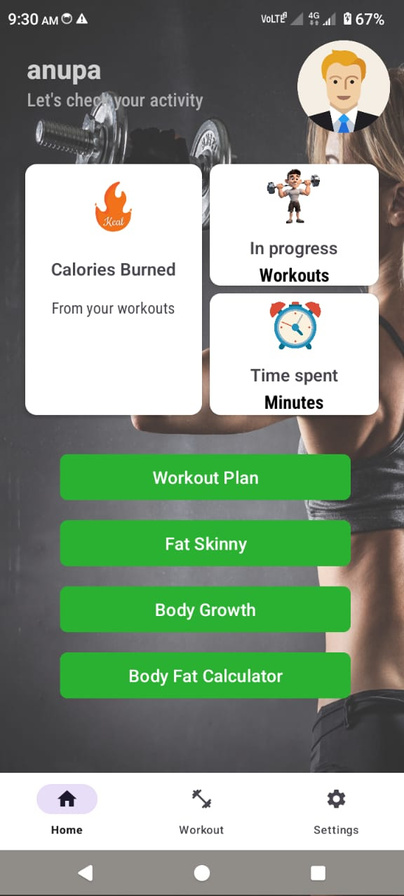 9:30 AM
VoLTE 4G 67%
anupa
Let's check your activity
Kcal
Calories Burned
From your workouts
In progress
Workouts
Time spent
Minutes
Workout Plan
Fat Skinny
Body Growth
Body Fat Calculator
Home
Workout
Settings